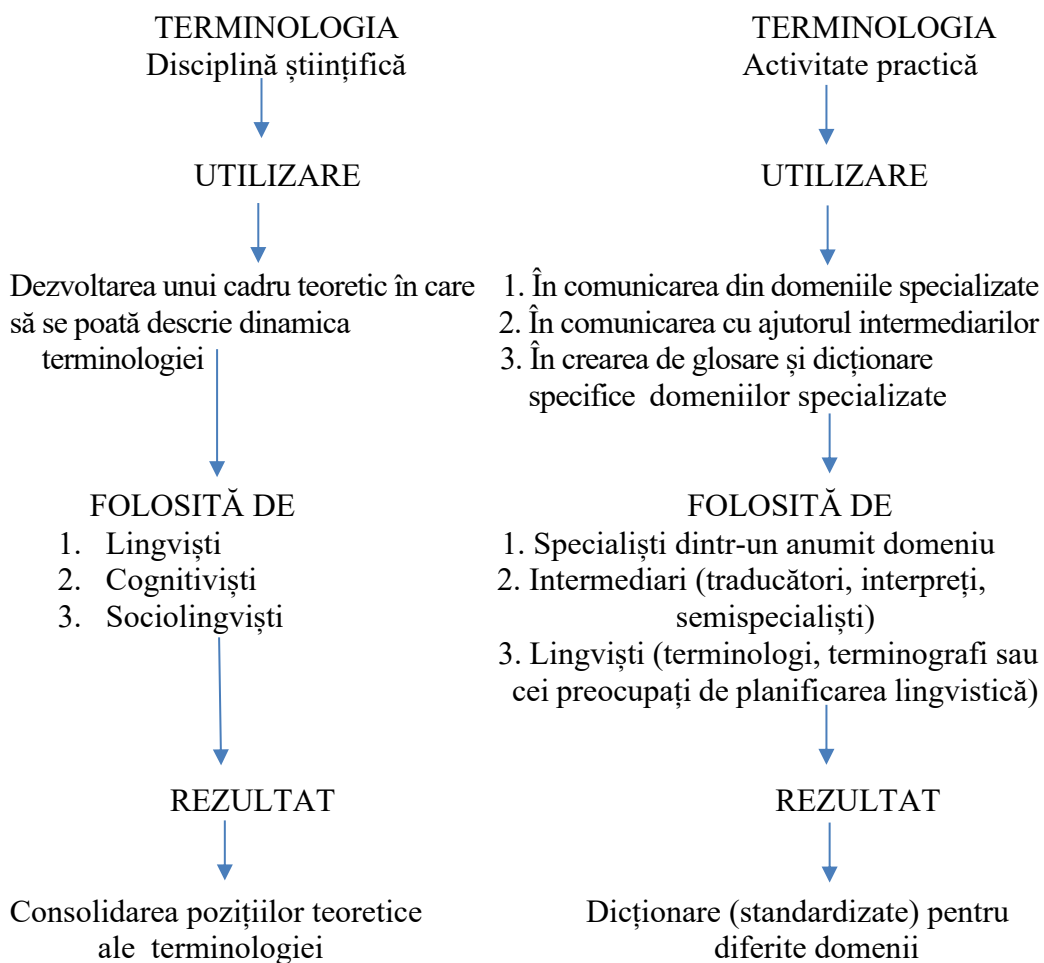 TERMINOLOGIA
Disciplină științifică
UTILIZARE
Dezvoltarea unui cadru teoretic în care
să se poată descrie dinamica
terminologiei
FOLOSITĂ DE
1. Lingviști
2. Cognitiviști
3. Sociolingviști
REZULTAT
Consolidarea pozițiilor teoretice
ale terminologiei
TERMINOLOGIA
Activitate practică
UTILIZARE
1. În comunicarea din domeniile specializate
2. În comunicarea cu ajutorul intermediarilor
3. În crearea de glosare și dicționare
specifice domeniilor specializate
FOLOSITĂ DE
1. Specialiști dintr-un anumit domeniu
2. Intermediari (traducători, interpreți,
semispecialiști)
3. Lingviști (terminologi, terminografi sau
cei preocupați de planificarea lingvistică)
REZULTAT
Dicționare (standardizate) pentru
diferite domenii